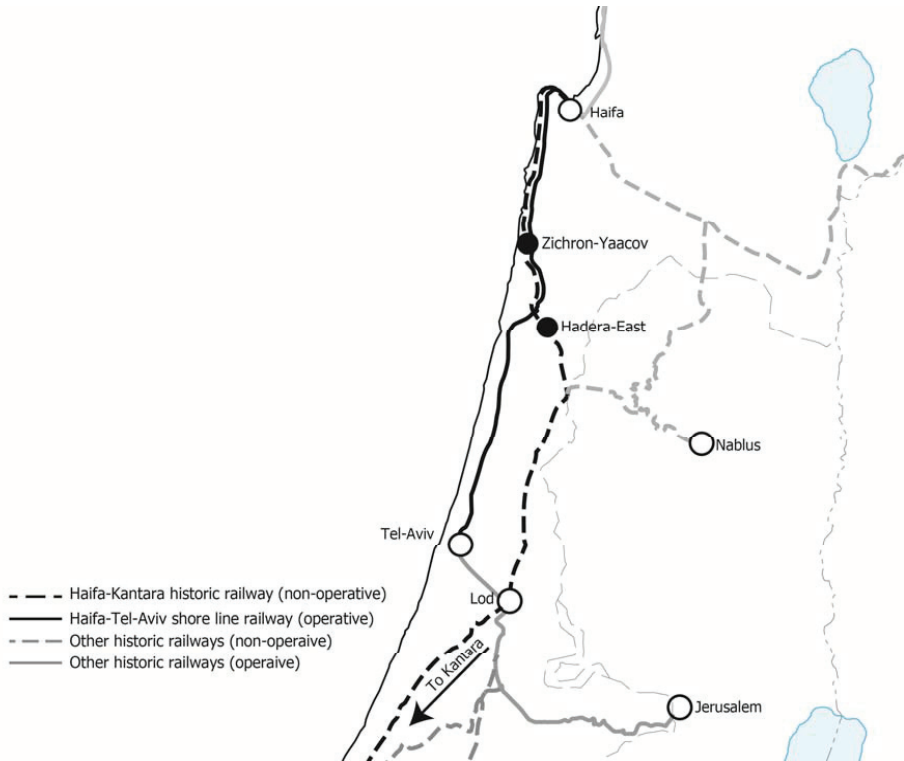 Haifa
Zichron-Yaacov
Hadera-East
Nablus
Tel-Aviv
Haifa-Kantara historic railway (non-operative)
Lod
Haifa-Tel-Aviv shore line railway (operative)
Other historic railways (non-operaive)
Other historic railways (operaive)
To Kantara
Jerusalem